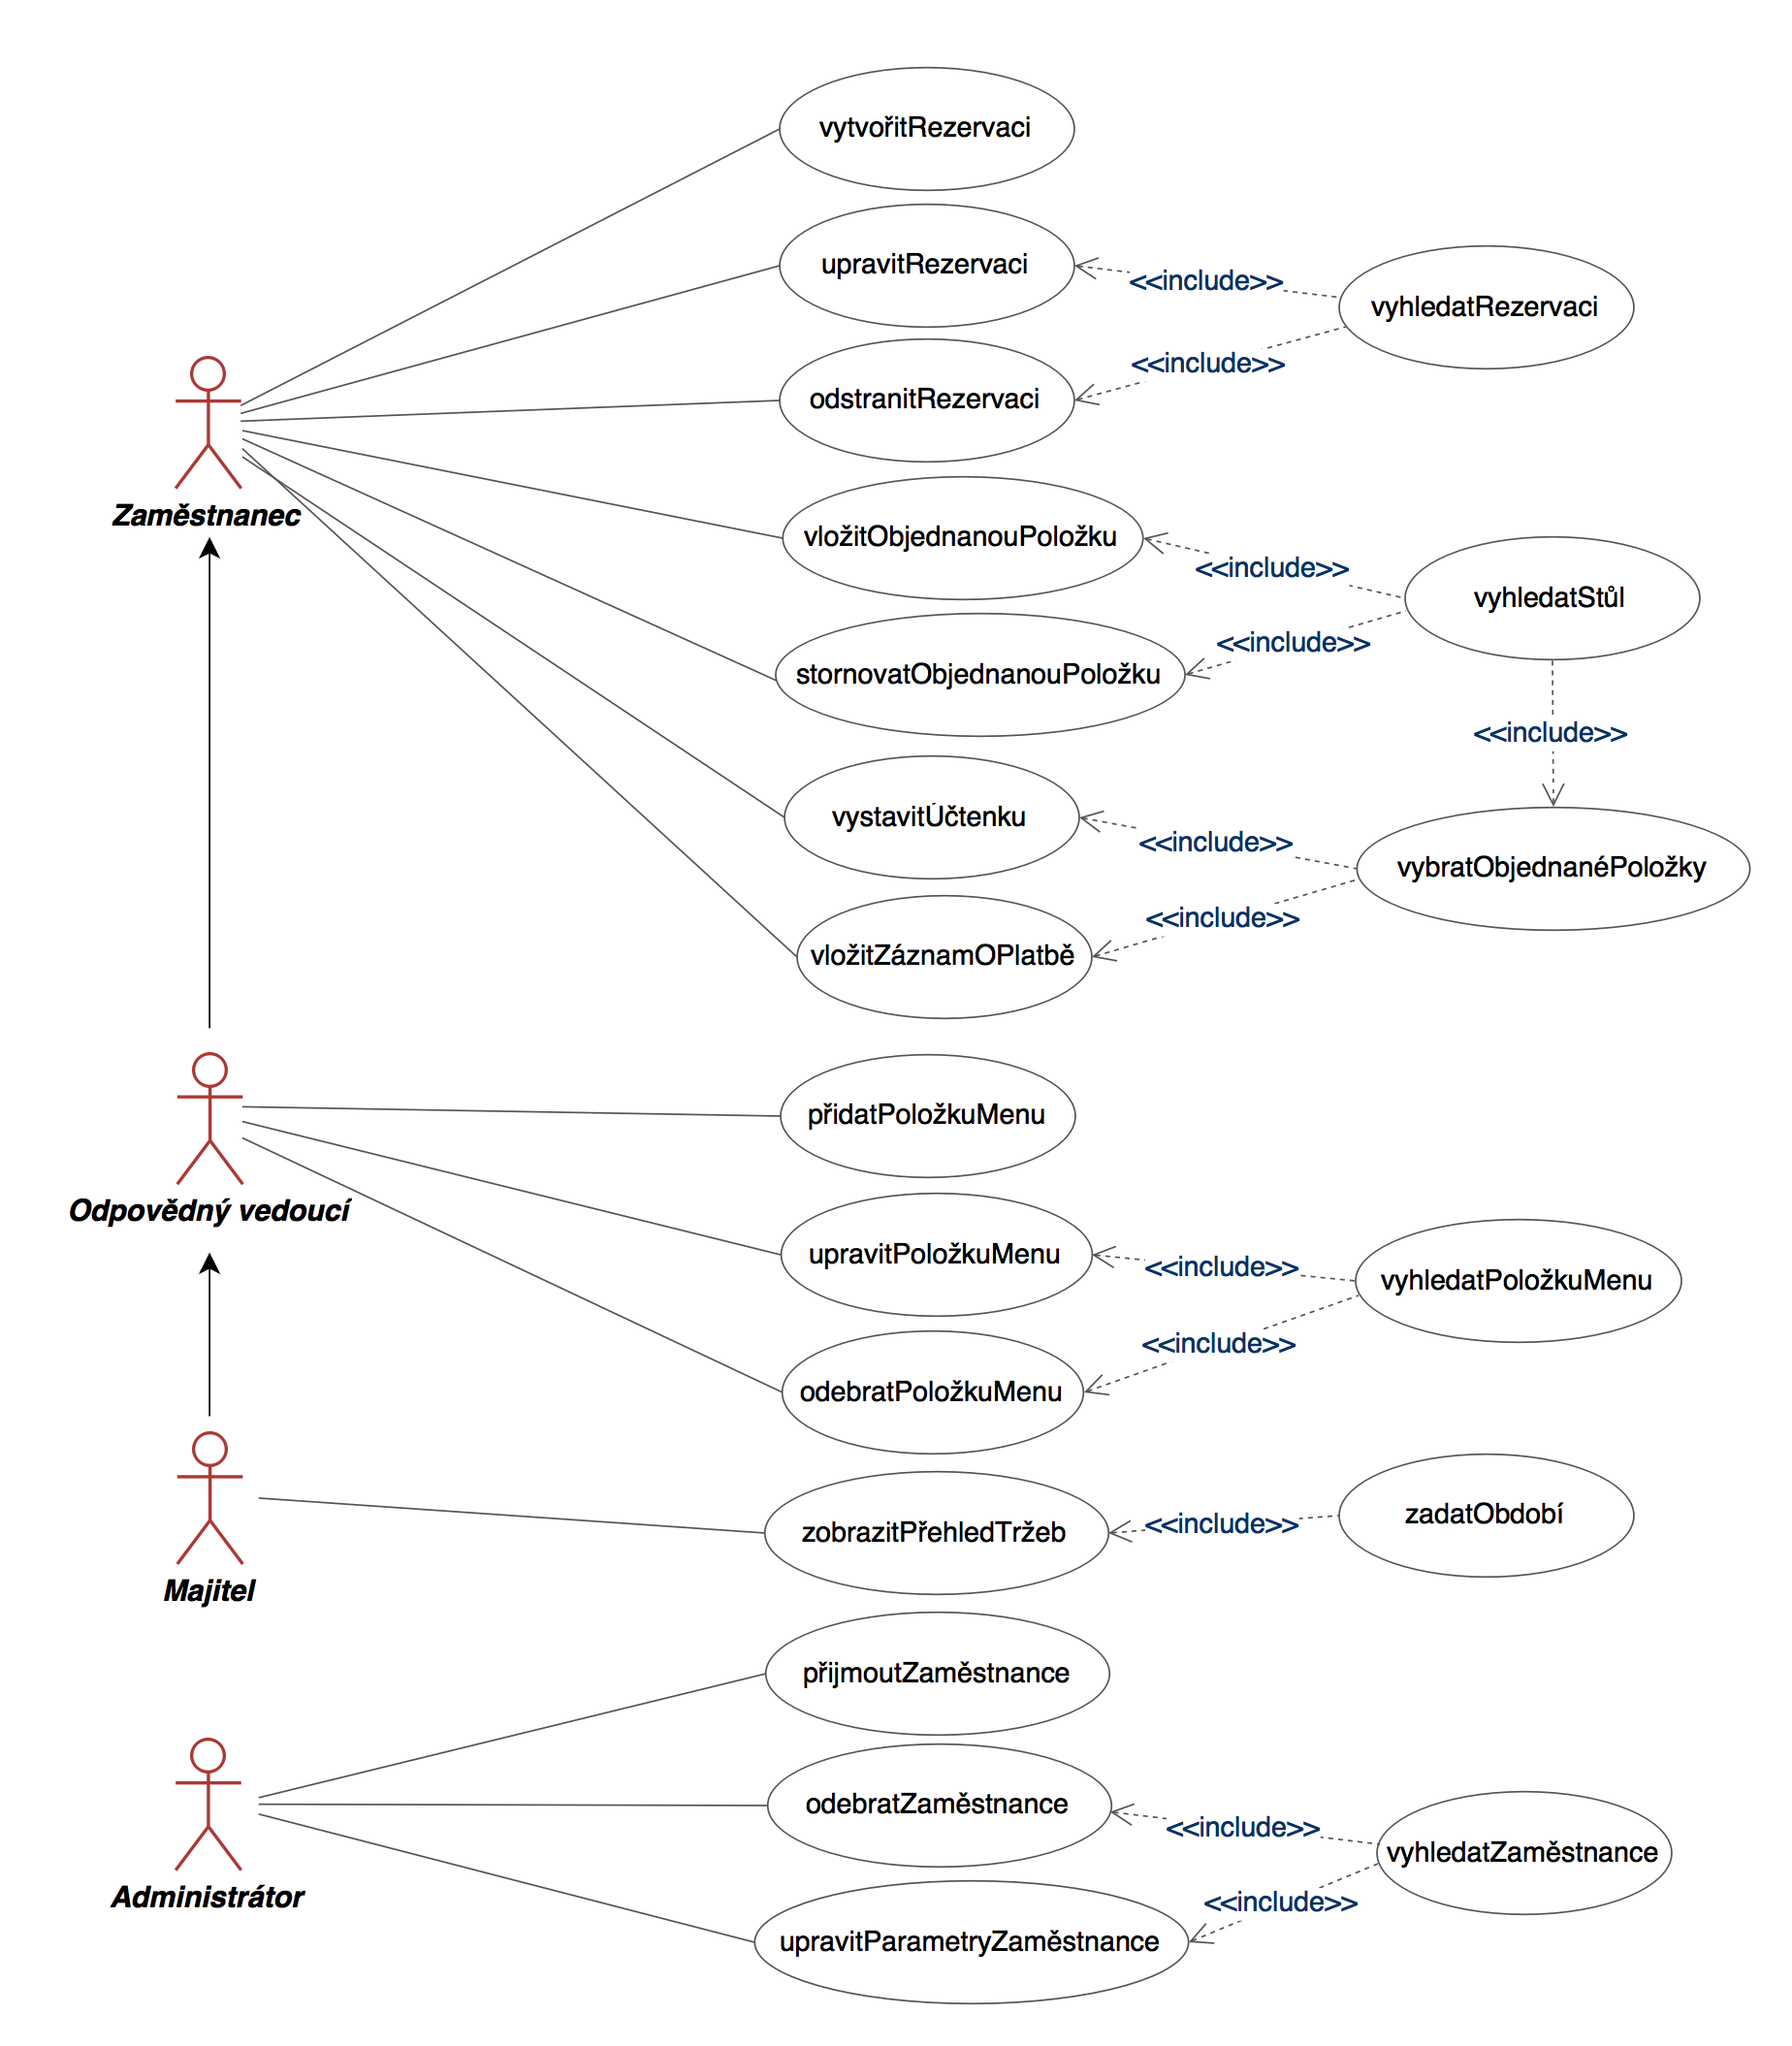 vytvořitRezervaci
upravitRezervaci
<<include>>
vyhledatRezervaci
<<include>>
odstranitRezervaci
Zaměstnanec
vložitObjednanouPoložku
<<include>>
vyhledatStůl
<<include>>
stornovatObjednanouPoložku
<<include>>
vystavitÚčtenku
<<include>>
vybratObjednanéPoložky
<<include>>
vložitZáznamOPlatbě
přidatPoložkuMenu
Odpovědný vedoucí
upravitPoložkuMenu
<<include>>
vyhledatPoložkuMenu
<<include>>
odebratPoložkuMenu
zobrazitPřehledTržeb
<<include>>
zadatObdobí
Majitel
přijmoutZaměstnance
odebratZaměstnance
<<include>>
vyhledatZaměstnance
<<include>>
Administrátor
upravitParametryZaměstnance